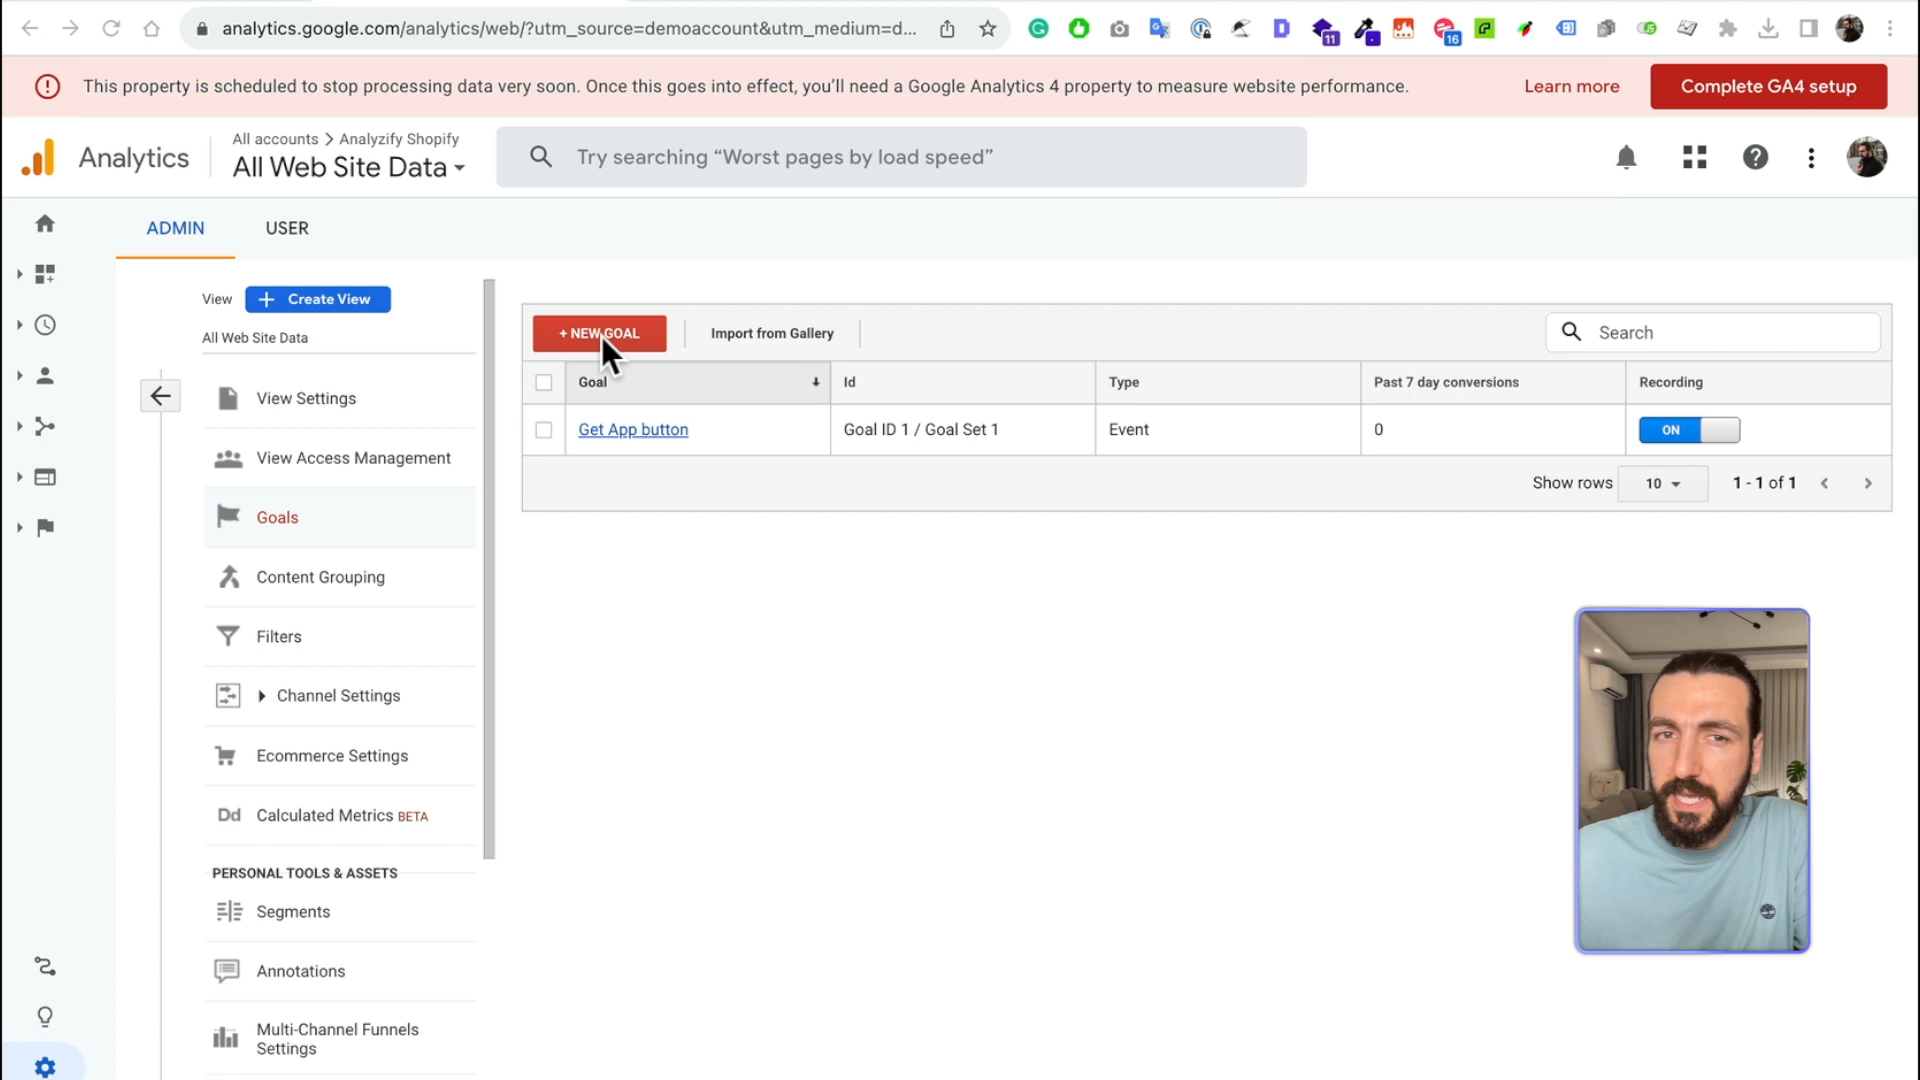 analytics.google.com/analytics/web/?utm_source=demoaccount&utm_medium=d...
11
16
This property is scheduled to stop processing data very soon. Once this goes into effect, you'll need a Google Analytics 4 property to measure website performance.
Learn more
Complete GA4 setup
Analytics
All accounts > Analyzify Shopify
All Web Site Data
Try searching “Worst pages by load speed”
ADMIN
USER
View
+ Create View
All Web Site Data
View Settings
View Access Management
Goals
Content Grouping
Filters
Channel Settings
Ecommerce Settings
Dd Calculated Metrics BETA
PERSONAL TOOLS & ASSETS
Segments
Annotations
Multi-Channel Funnels
Settings
+ NEW GOAL
Import from Gallery
Search
Goal
Id
Type
Past 7 day conversions
Recording
Get App button
Goal ID 1 / Goal Set 1
Event
0
ON
Show rows
10
1 - 1 of 1